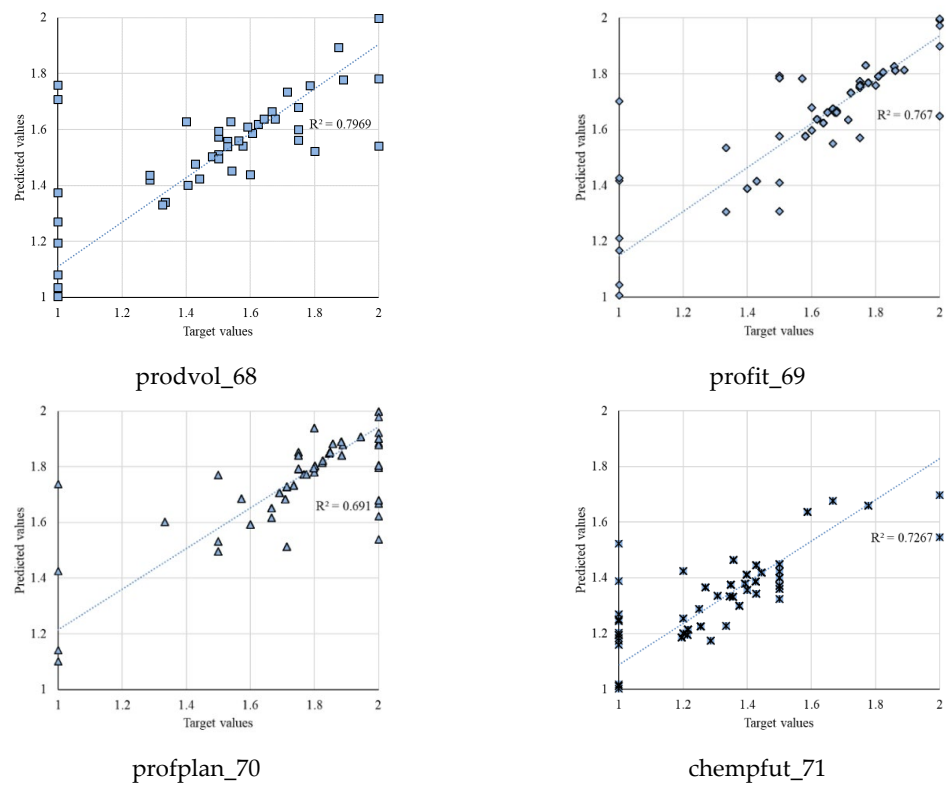 2
1.8
1.6
1.4
1.2
1
Predicted values
R² = 0.7969
1 1.2 1.4 1.6 1.8 2
Target values
prodvol_68
2
1.8
1.6
1.4
1.2
1
Predicted values
R² = 0.767
1 1.2 1.4 1.6 1.8 2
Target values
profit_69
2
1.8
1.6
1.4
1.2
1
Predicted values
R² = 0.691
1 1.2 1.4 1.6 1.8 2
Target values
profplan_70
2
1.8
1.6
1.4
1.2
1
Predicted values
R² = 0.7267
1 1.2 1.4 1.6 1.8 2
Target values
chempfut_71